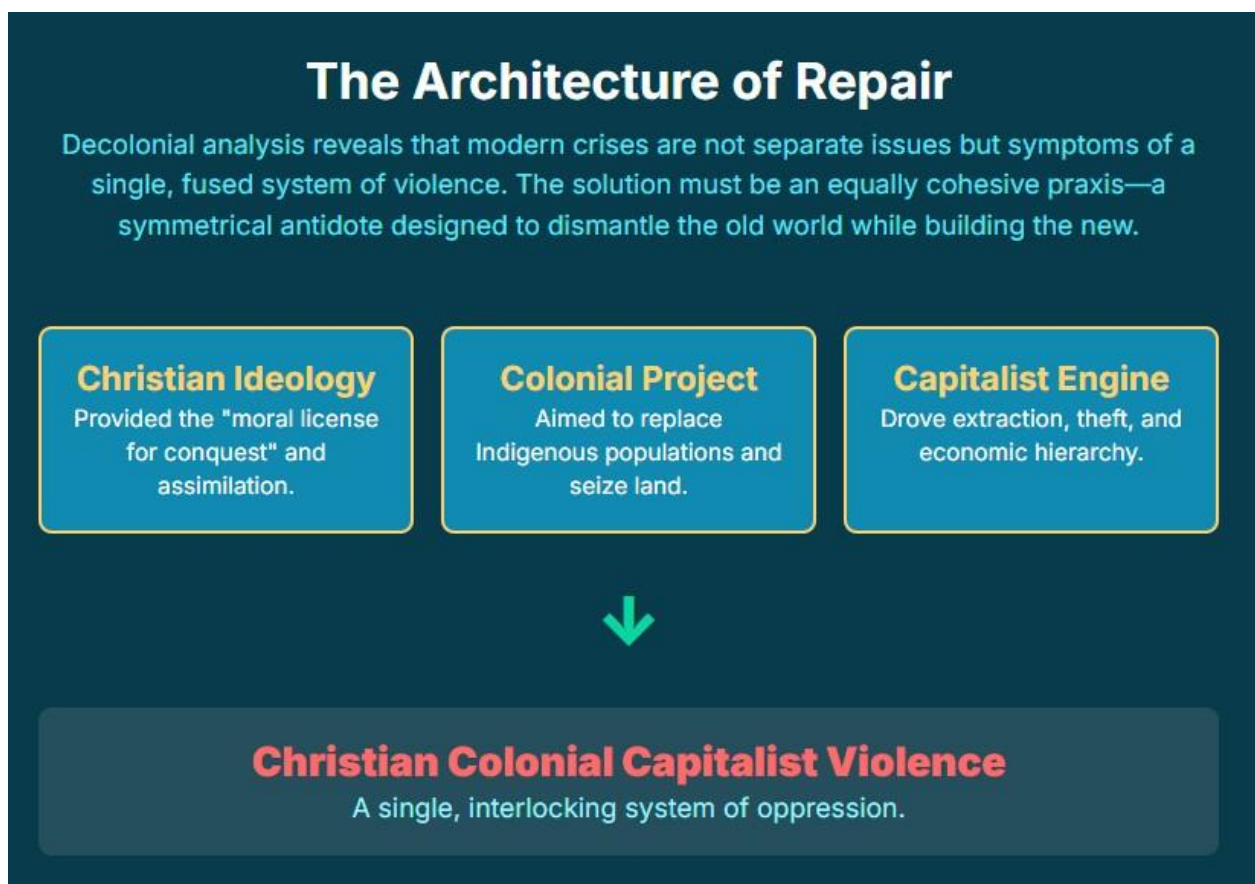 The Architecture of Repair
Decolonial analysis reveals that modern crises are not separate issues but symptoms of a
single, fused system of violence. The solution must be an equally cohesive praxis—a
symmetrical antidote designed to dismantle the old world while building the new.
Christian Ideology
Provided the "moral license
for conquest" and
assimilation.
Colonial Project
Aimed to replace
Indigenous populations and
seize land.
Capitalist Engine
Drove extraction, theft, and
economic hierarchy.
Christian Colonial Capitalist Violence
A single, interlocking system of oppression.